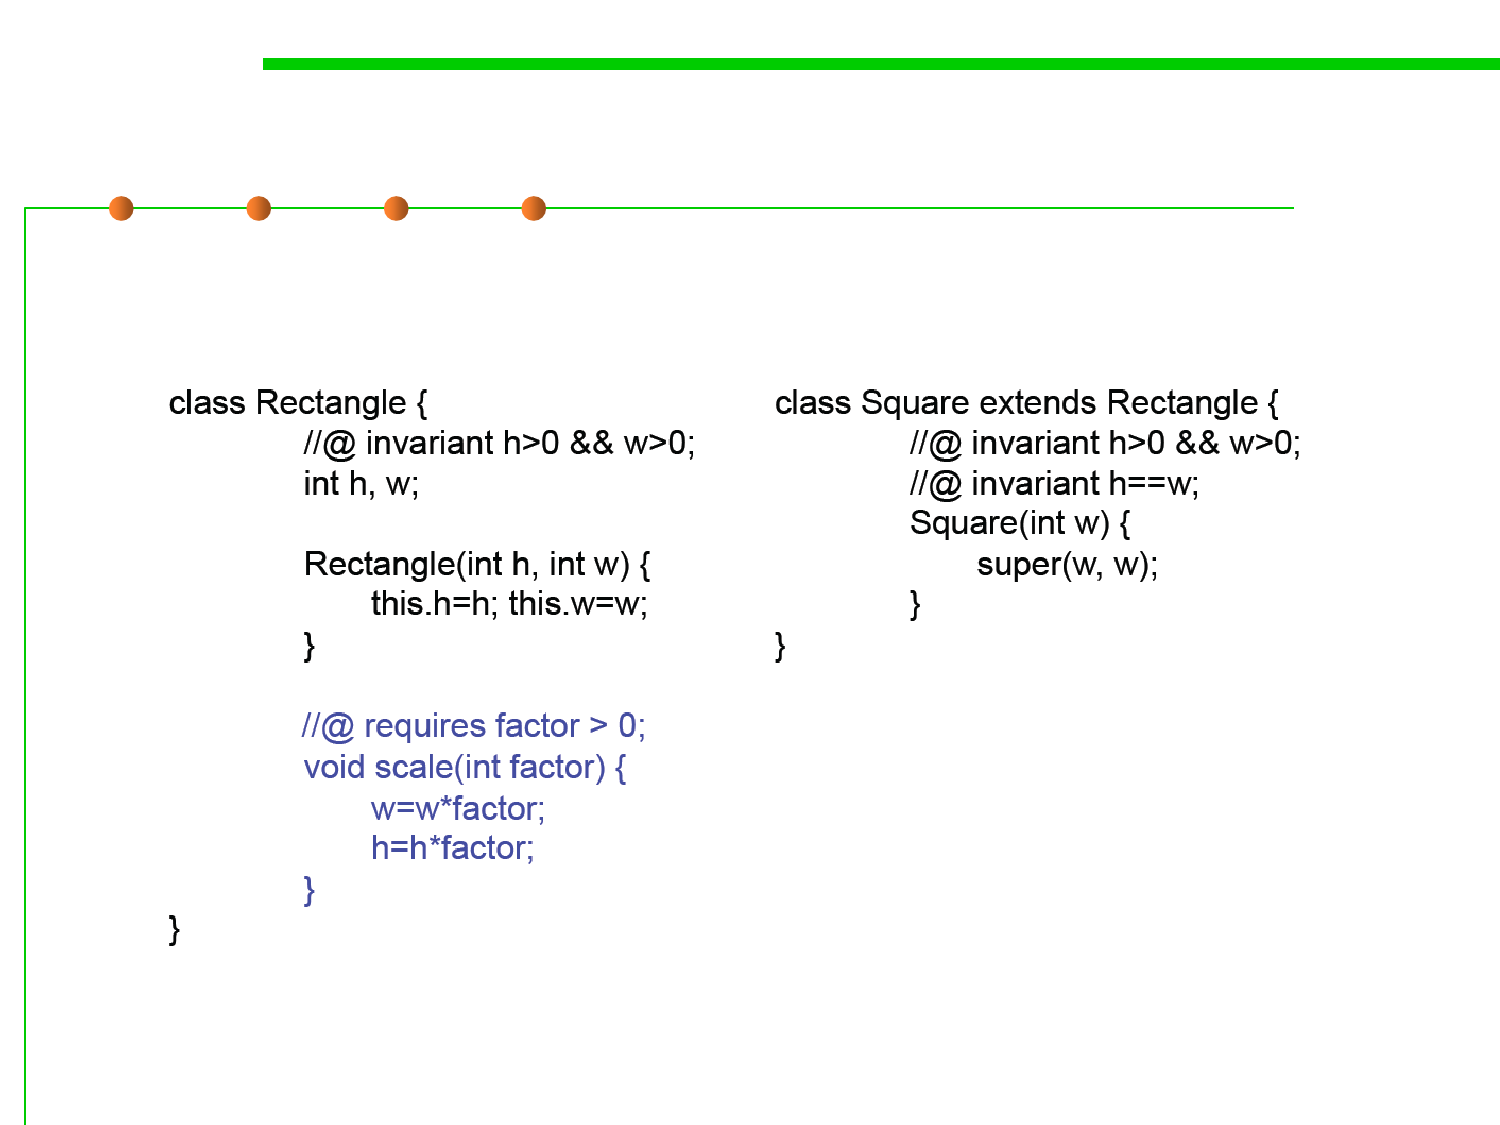 class Rectangle {
//@ invariant h>0 && w>0;
int h, w;
Rectangle(int h, int w) {
this.h=h; this.w=w;
}
//@ requires factor > 0;
void scale(int factor) {
w=w*factor;
h=h*factor;
}
}
class Square extends Rectangle {
//@ invariant h>0 && w>0;
//@ invariant h==w;
Square(int w) {
super(w, w);
}
}